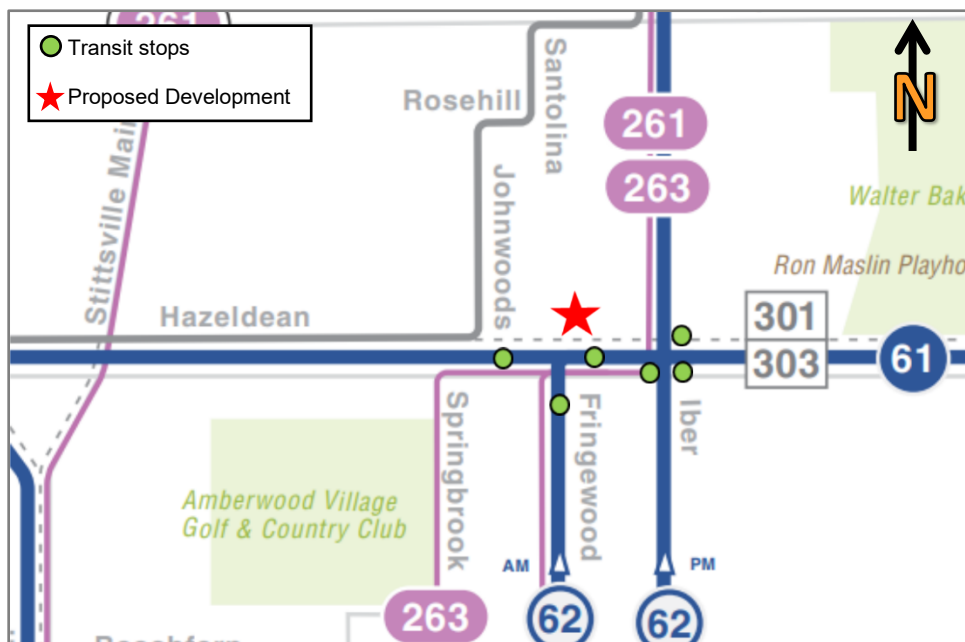 261
Transit stops
Proposed Development
N
Rosehill
Santolina
261
263
Stittsville Main
Johnwoods
Walter Bak
Ron Maslin Playho
Hazeldean
301
303
61
Springbrook
Fringewood
Iber
Amberwood Village
Golf & Country Club
AM
PM
263
62
62